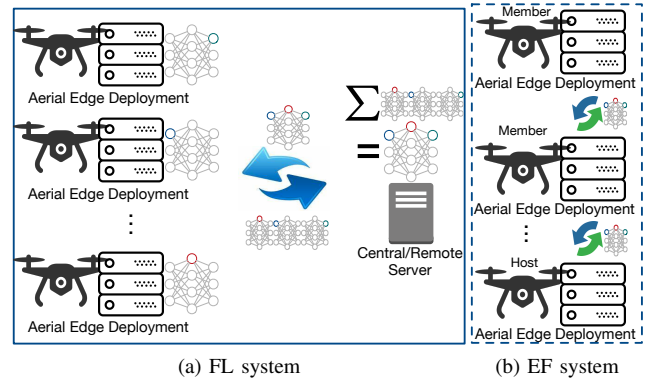 Aerial Edge Deployment
Aerial Edge Deployment
⋮
Aerial Edge Deployment
∑
=
Central/Remote
Server
(a) FL system
Member
Aerial Edge Deployment
Member
Aerial Edge Deployment
⋮
Host
Aerial Edge Deployment
(b) EF system